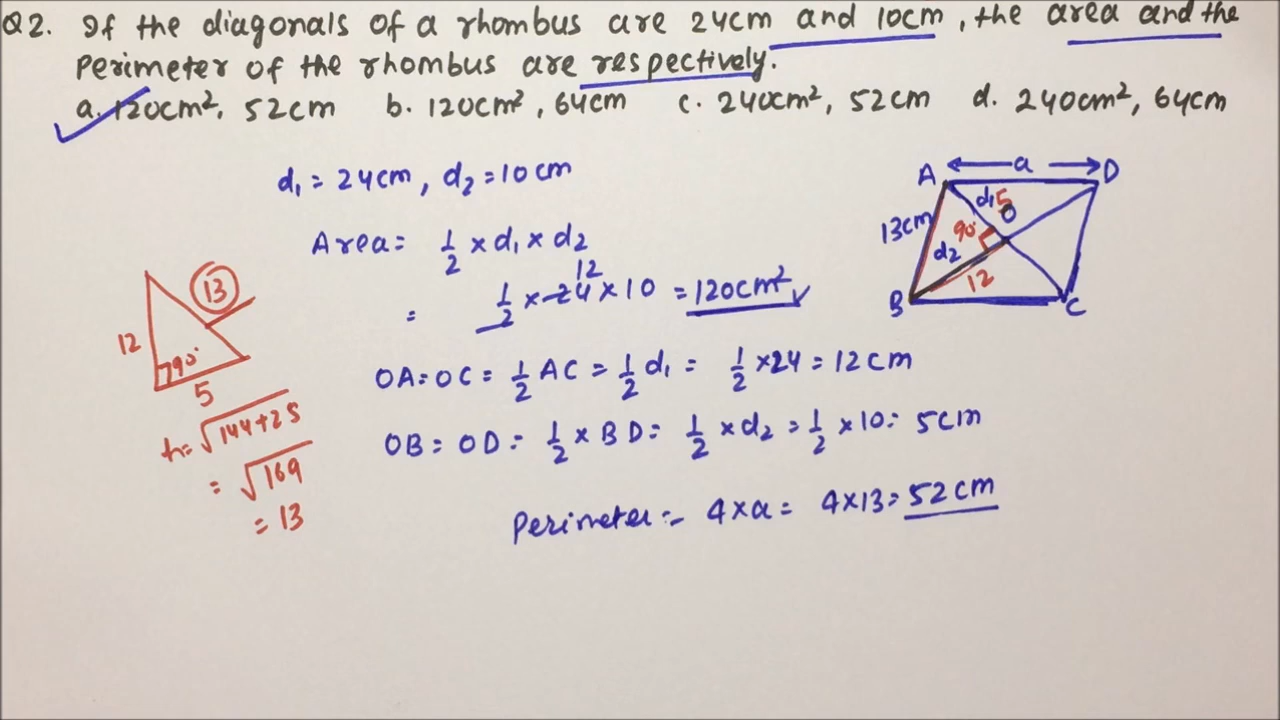 Q2. If the diagonals of a rhombus are 24cm and 10cm, the area and the
Perimeter of the rhombus are respectively.
a. 120cm², 52cm b. 120cm², 64cm c. 240cm², 52cm d. 240cm², 64cm
d₁ = 24cm, d₂ = 10cm
Area = 1/2 × d₁ × d₂
12
= 1/2 × 24 × 10 = 120cm²
OA = OC = 1/2 AC = 1/2 d₁ = 1/2 × 24 = 12cm
OB = OD = 1/2 × BD = 1/2 × d₂ = 1/2 × 10 = 5cm
Perimeter :- 4×a = 4×13 = 52cm
13
12
90°
5
h = √144+25
= √169
= 13
A a D
13cm d₁ 5
90° O
d₂
12
B C